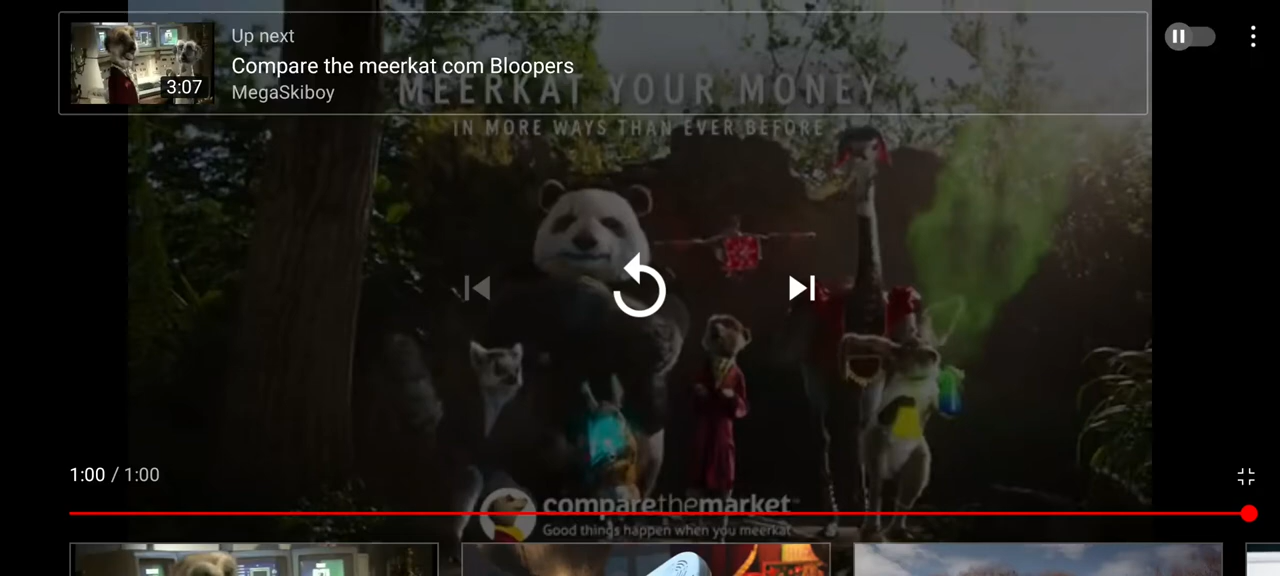 Up next
Compare the meerkat com Bloopers
3:07
MegaSkiboy
MEERKAT YOUR MONEY
IN MORE WAYS THAN EVER BEFORE
1:00 / 1:00
comparethemarket
Good things happen when you meerkat